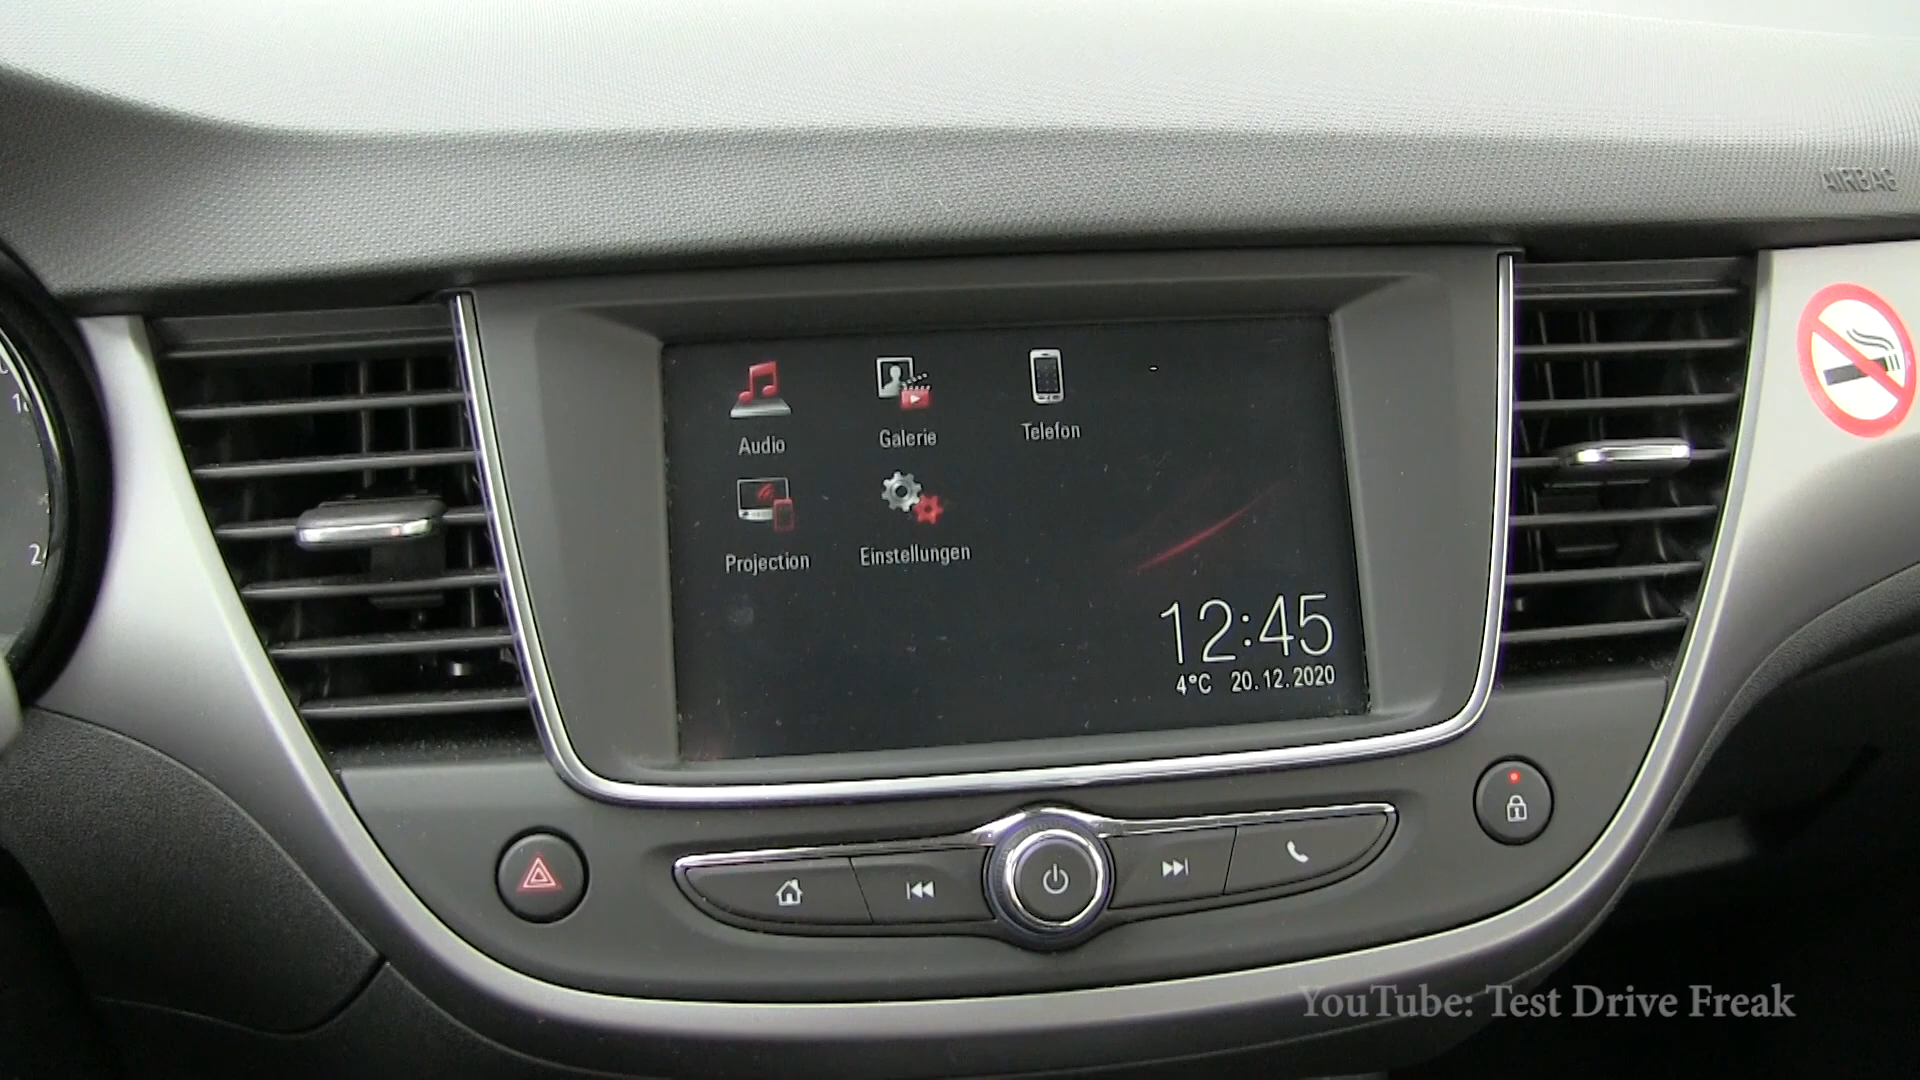 AIRBAG
Audio
Galerie
Telefon
Projection
Einstellungen
12:45
4°C 20.12.2020
YouTube: Test Drive Freak